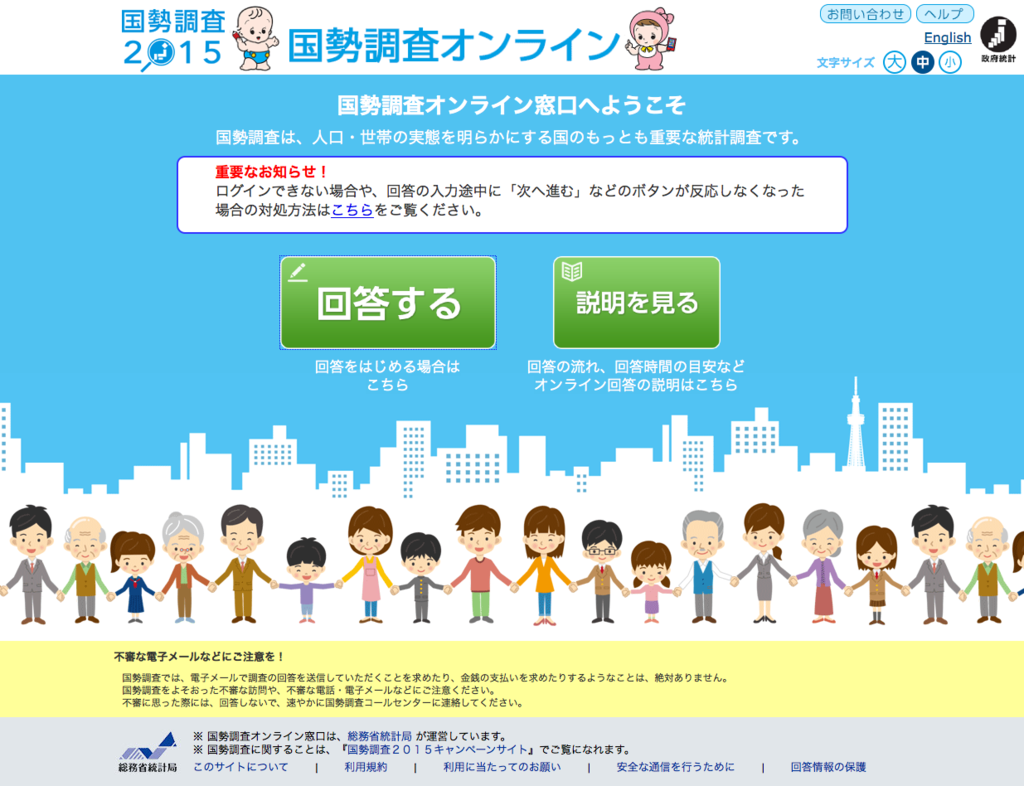 国勢調査
2015
国勢調査オンライン
お問い合わせ
ヘルプ
English
文字サイズ 大 中 小
政府統計
国勢調査オンライン窓口へようこそ
国勢調査は、人口・世帯の実態を明らかにする国のもっとも重要な統計調査です。
重要なお知らせ！
ログインできない場合や、回答の入力途中に「次へ進む」などのボタンが反応しなくなった
場合の対処方法はこちらをご覧ください。
回答する
説明を見る
回答をはじめる場合は
こちら
回答の流れ、回答時間の目安など
オンライン回答の説明はこちら
不審な電子メールなどにご注意を！
国勢調査では、電子メールで調査の回答を送信していただくことを求めたり、金銭の支払いを求めたりするようなことは、絶対ありません。
国勢調査をよそおった不審な訪問や、不審な電話・電子メールなどにご注意ください。
不審に思った際には、回答しないで、速やかに国勢調査コールセンターに連絡してください。
総務省統計局
※ 国勢調査オンライン窓口は、総務省統計局 が運営しています。
※ 国勢調査に関することは、『国勢調査２０１５キャンペーンサイト』でご覧になれます。
このサイトについて | 利用規約 | 利用に当たってのお願い | 安全な通信を行うために | 回答情報の保護